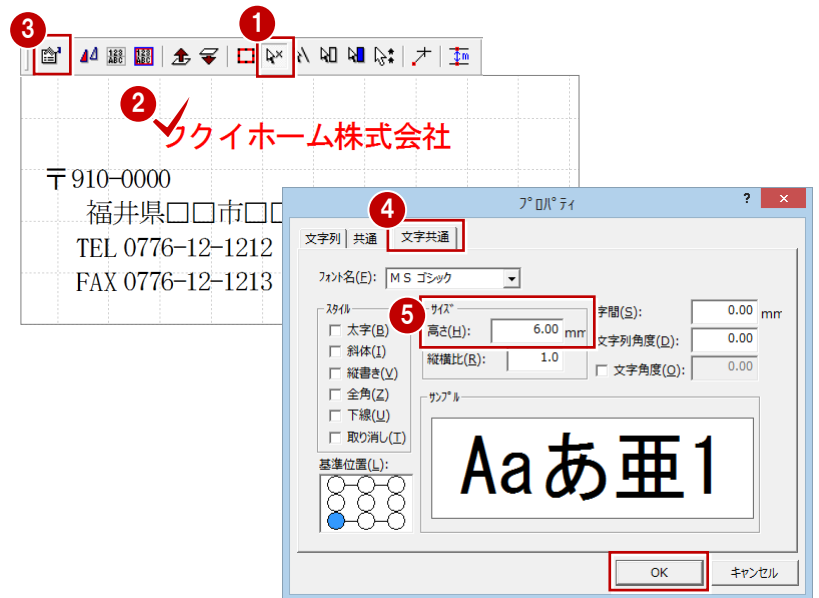 1
3
123
ABC
123
ABC
m
2
フクイホーム株式会社
〒910-0000
福井県□□市□□
TEL 0776-12-1212
FAX 0776-12-1213
ﾌﾟﾛﾊﾟﾃｨ
?
×
4
文字列
共通
文字共通
ﾌｫﾝﾄ名(F):
ＭＳ ゴシック
ｽﾀｲﾙ
太字(B)
斜体(I)
縦書き(V)
全角(Z)
下線(U)
取り消し(T)
5
ｻｲｽﾞ
高さ(H): 6.00 mm
縦横比(R): 1.0
字間(S): 0.00 mm
文字列角度(D): 0.00
文字角度(O): 0.00
基準位置(L):
ｻﾝﾌﾟﾙ
Aaあ亜1
OK
キャンセル